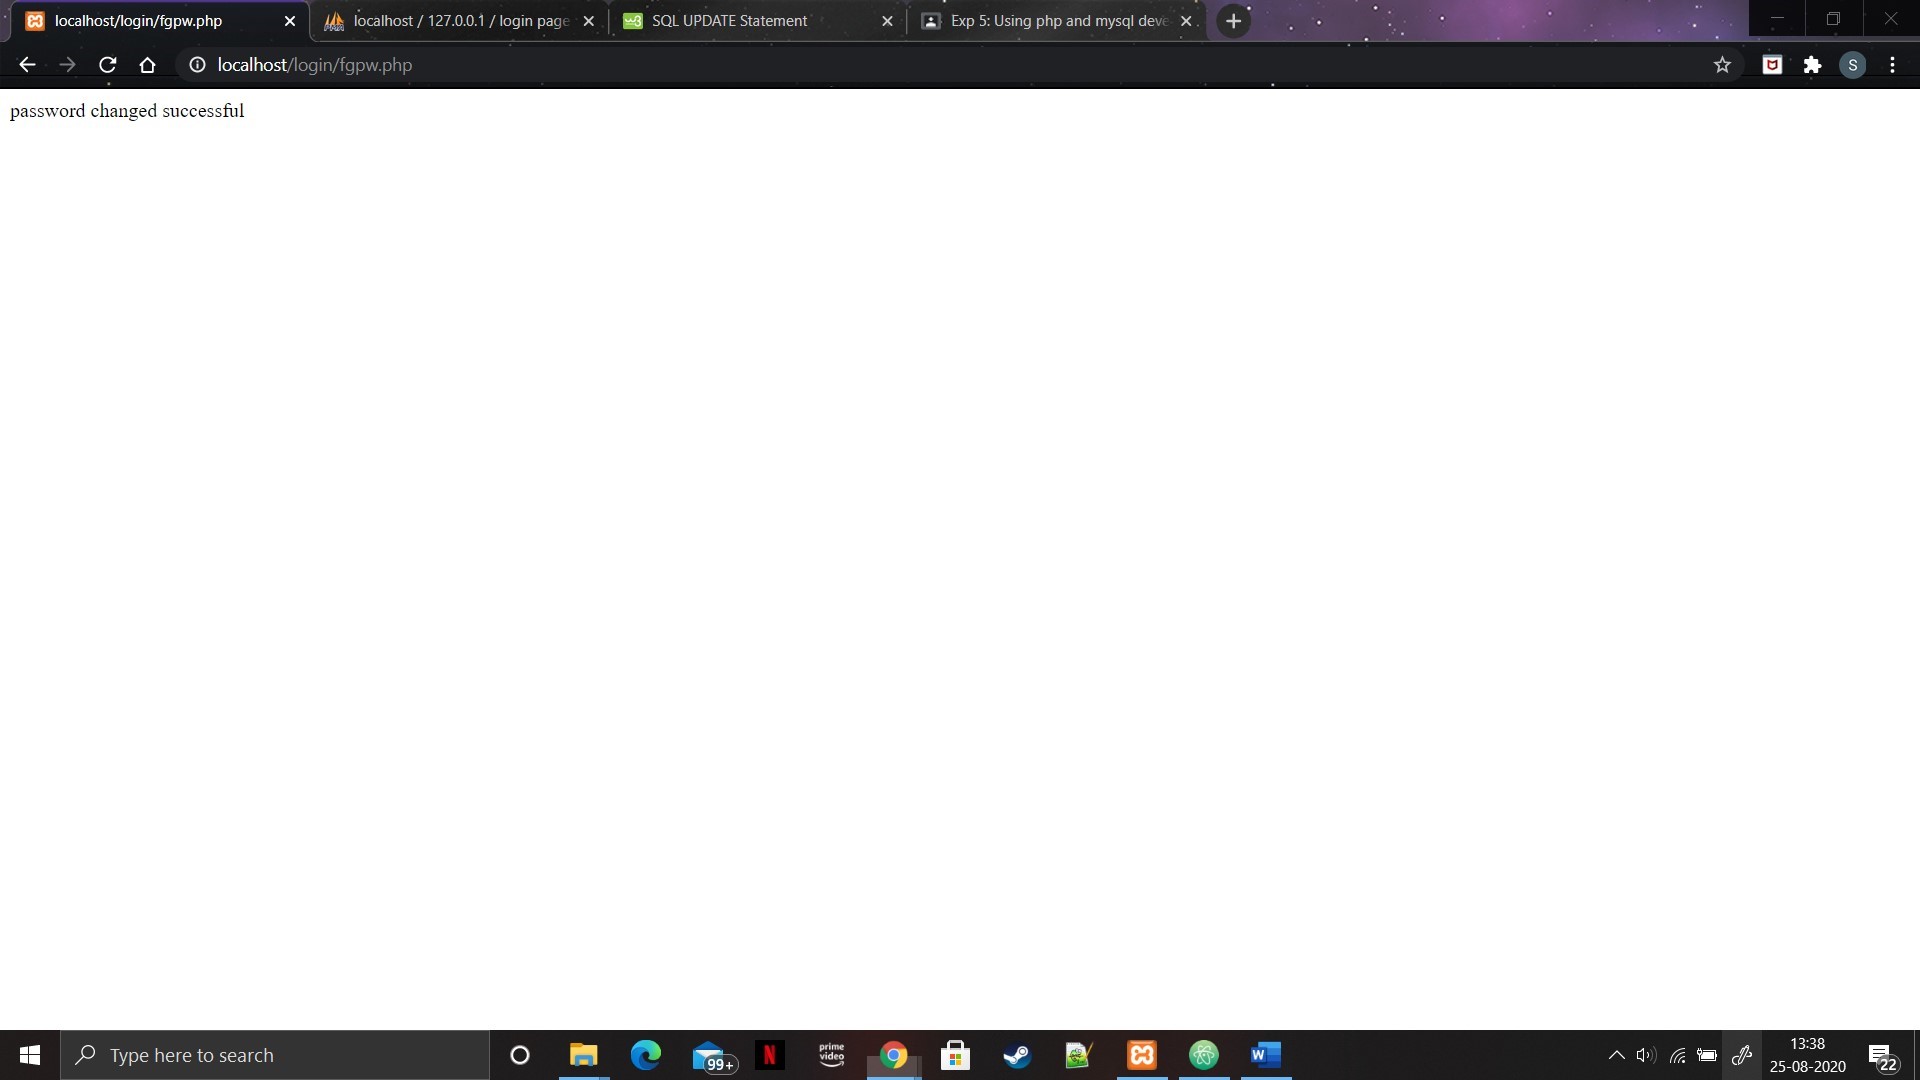 localhost/login/fgpw.php
localhost / 127.0.0.1 / login page
SQL UPDATE Statement
Exp 5: Using php and mysql deve
S
localhost/login/fgpw.php
password changed successful
Type here to search
99+
N
prime video
W
13:38
25-08-2020
22